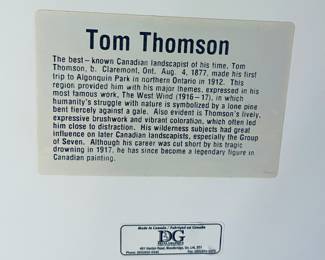 Tom Thomson
The best-known Canadian landscapist of his time, Tom
Thomson, b. Claremont, Ont. Aug. 4, 1877, made his first
trip to Algonquin Park in northern Ontario in 1912. This
region provided him with his major themes, expressed in his
most famous work, The West Wind (1916-17), in which
humanity's struggle with nature is symbolized by a lone pine
bent fiercely against a gale. Also evident is Thomson's lively,
expressive brushwork and vibrant coloration, which often led
him close to distraction. His wilderness subjects had great
influence on later Canadian landscapists, especially the Group
of Seven. Although his career was cut short by his tragic
drowning in 1917, he has since become a legendary figure in
Canadian painting.
Made in Canada / Fabriqué au Canada
D&G